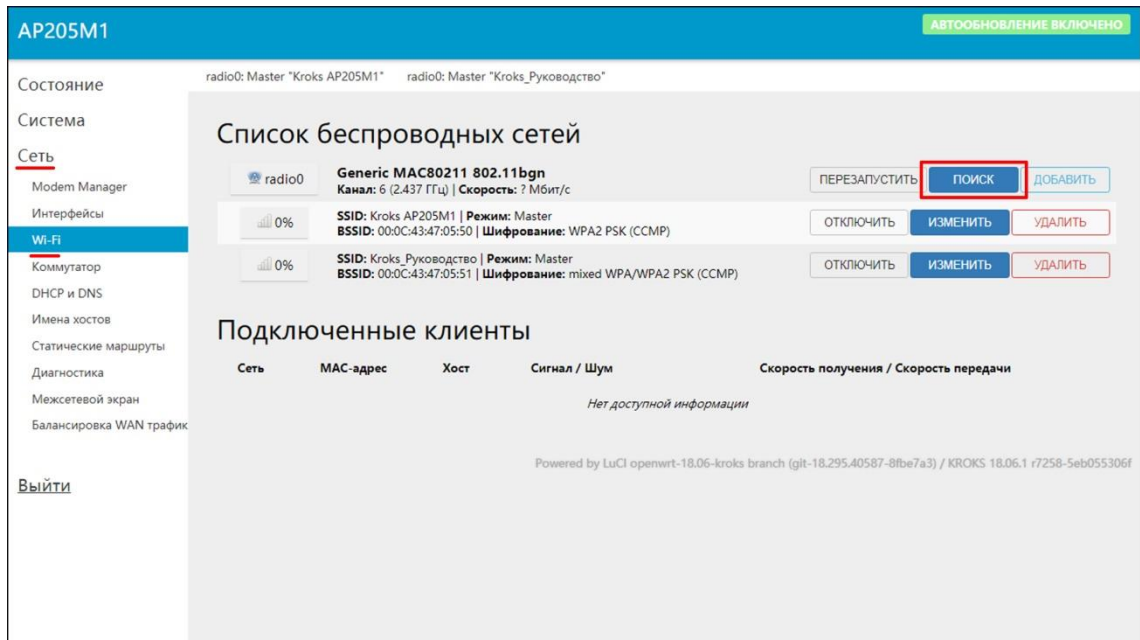 AP205M1
АВТООБНОВЛЕНИЕ ВКЛЮЧЕНО
Состояние
Система
Сеть
Modem Manager
Интерфейсы
Wi-Fi
Коммутатор
DHCP и DNS
Имена хостов
Статические маршруты
Диагностика
Межсетевой экран
Балансировка WAN трафик
Выйти
radio0: Master "Kroks AP205M1" radio0: Master "Kroks_Руководство"
Список беспроводных сетей
radio0
Generic MAC80211 802.11bgn
Канал: 6 (2.437 ГГц) | Скорость: ? Мбит/с
ПЕРЕЗАПУСТИТЬ ПОИСК ДОБАВИТЬ
0%
SSID: Kroks AP205M1 | Режим: Master
BSSID: 00:0C:43:47:05:50 | Шифрование: WPA2 PSK (CCMP)
ОТКЛЮЧИТЬ ИЗМЕНИТЬ УДАЛИТЬ
0%
SSID: Kroks_Руководство | Режим: Master
BSSID: 00:0C:43:47:05:51 | Шифрование: mixed WPA/WPA2 PSK (CCMP)
ОТКЛЮЧИТЬ ИЗМЕНИТЬ УДАЛИТЬ
Подключенные клиенты
Сеть MAC-адрес Хост Сигнал / Шум Скорость получения / Скорость передачи
Нет доступной информации
Powered by LuCI openwrt-18.06-kroks branch (git-18.295.40587-8fbe7a3) / KROKS 18.06.1 r7258-5eb055306f